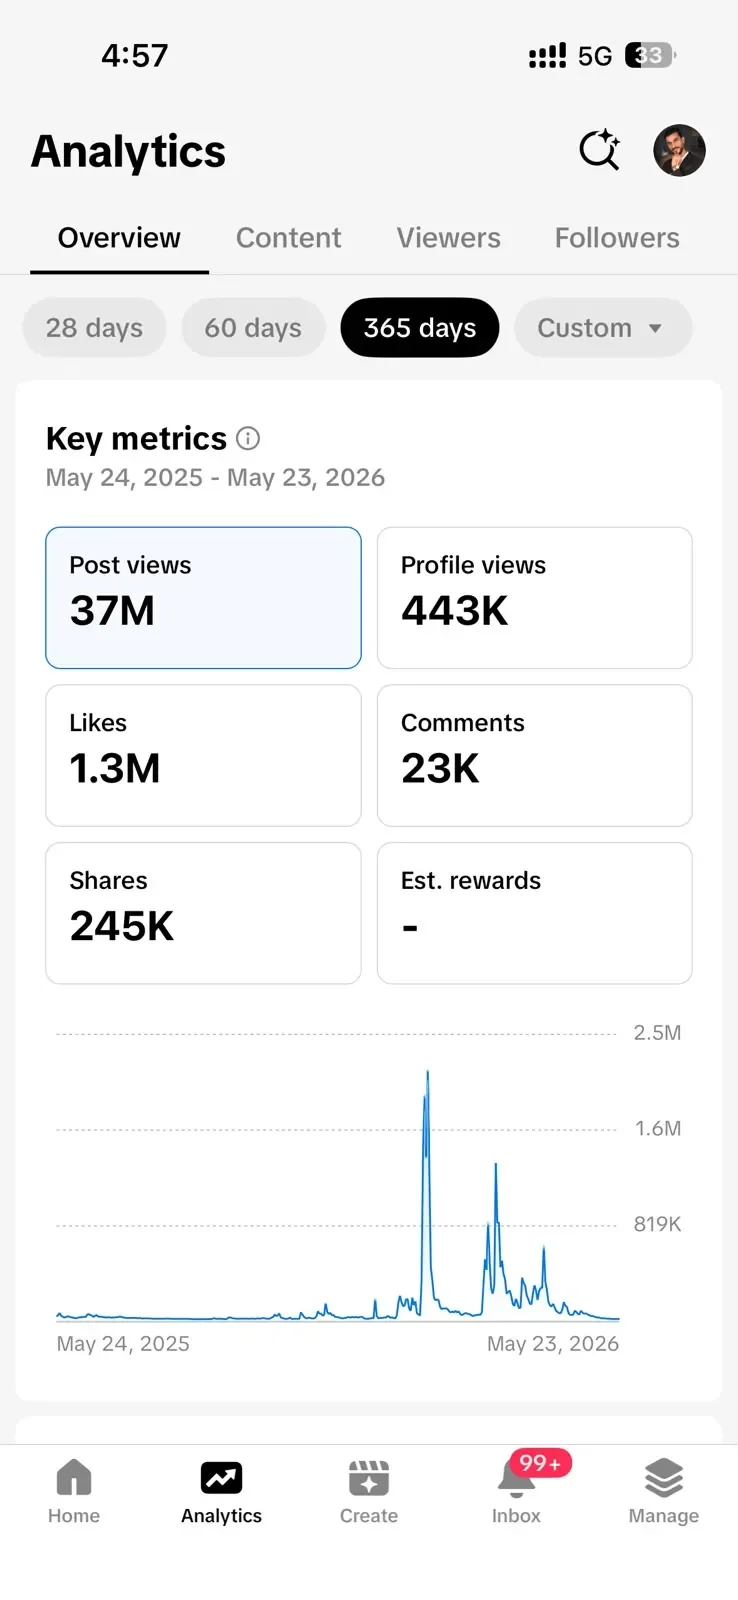 4:57
5G
33
Analytics
Overview
Content
Viewers
Followers
28 days
60 days
365 days
Custom
Key metrics
May 24, 2025 - May 23, 2026
Post views
37M
Profile views
443K
Likes
1.3M
Comments
23K
Shares
245K
Est. rewards
-
2.5M
1.6M
819K
May 24, 2025
May 23, 2026
99+
Home
Analytics
Create
Inbox
Manage